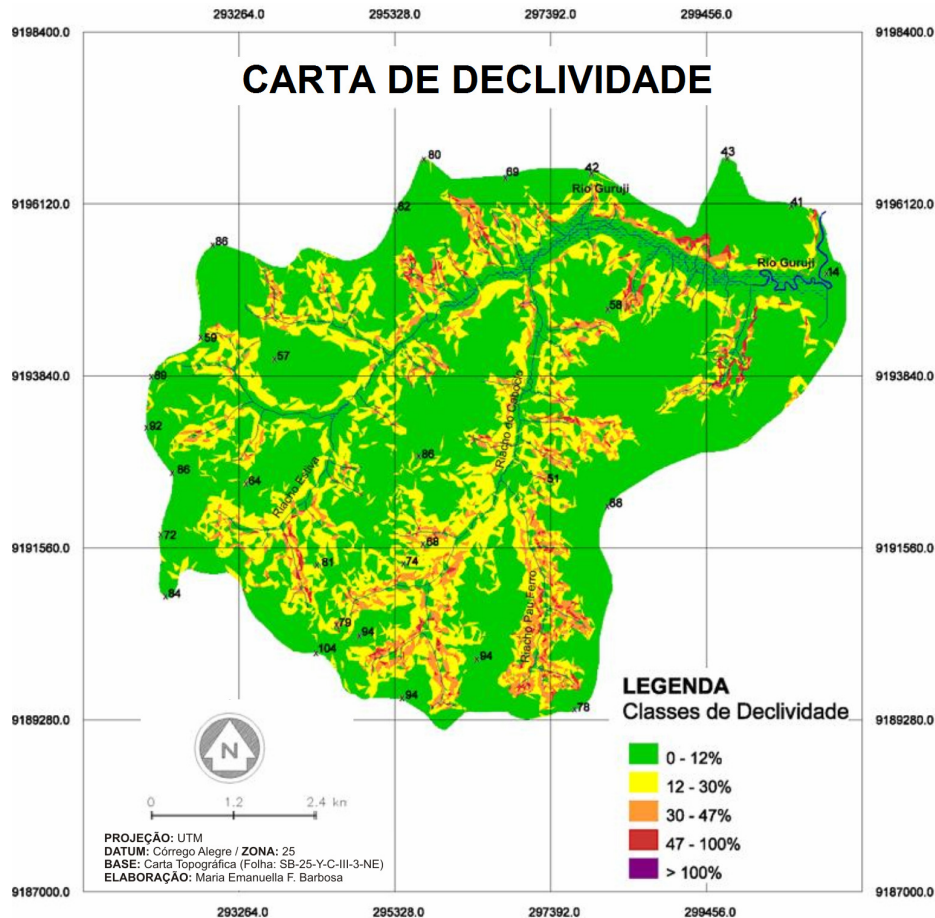 293264.0 295328.0 297392.0 299456.0
9198400.0 9198400.0
CARTA DE DECLIVIDADE
80
43
69
42
Rio Guruji
9196120.0 82 41 9196120.0
86
Rio Guruji
14
58
59
57
9193840.0 89 9193840.0
Riacho do Caboclo
92
86
86
64
51
Riacho Estiva
68
72
9191560.0 88 9191560.0
81
74
84
Riacho Pau Ferro
79
94
104
94
94
78
9189280.0 9189280.0
LEGENDA
Classes de Declividade
0 - 12%
12 - 30%
30 - 47%
47 - 100%
> 100%
N
0 1.2 2.4 km
PROJEÇÃO: UTM
DATUM: Córrego Alegre / ZONA: 25
BASE: Carta Topográfica (Folha: SB-25-Y-C-III-3-NE)
ELABORAÇÃO: Maria Emanuella F. Barbosa
9187000.0 9187000.0
293264.0 295328.0 297392.0 299456.0